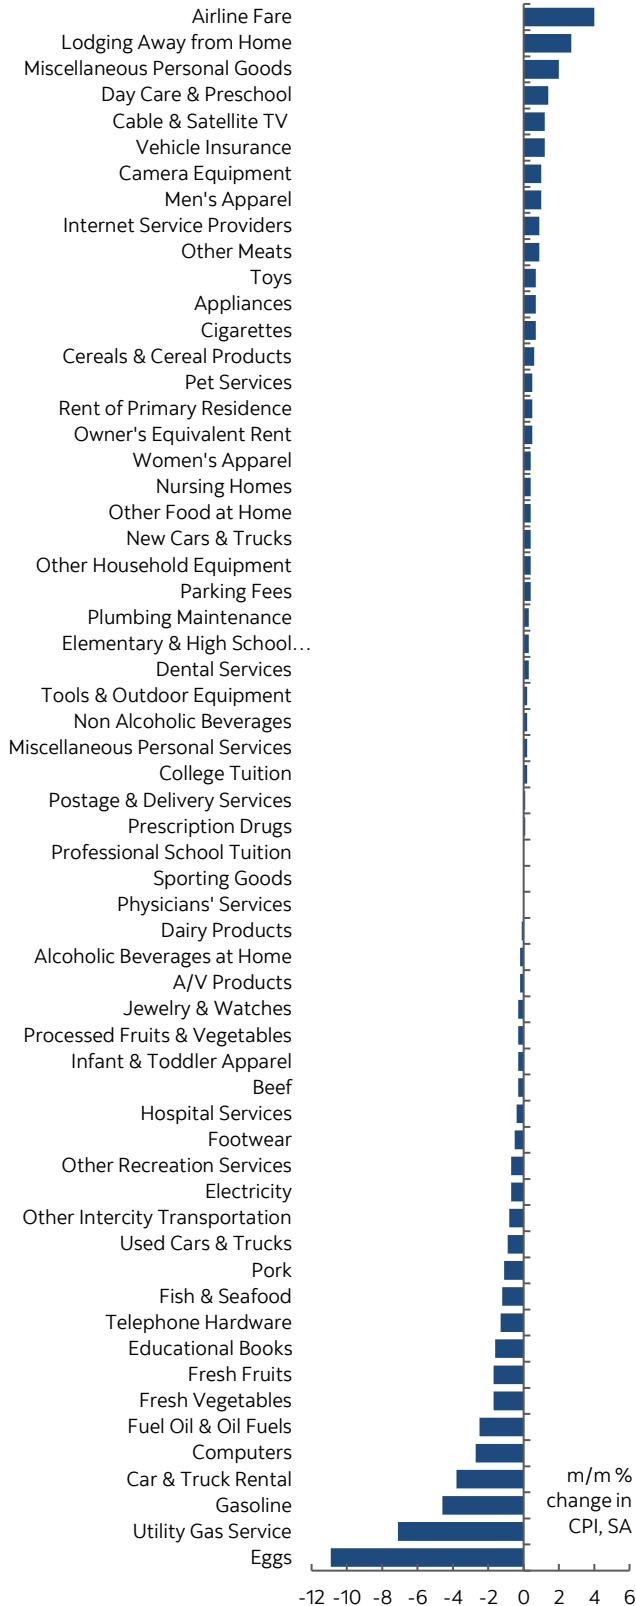 Airline Fare
Lodging Away from Home
Miscellaneous Personal Goods
Day Care & Preschool
Cable & Satellite TV
Vehicle Insurance
Camera Equipment
Men's Apparel
Internet Service Providers
Other Meats
Toys
Appliances
Cigarettes
Cereals & Cereal Products
Pet Services
Rent of Primary Residence
Owner's Equivalent Rent
Women's Apparel
Nursing Homes
Other Food at Home
New Cars & Trucks
Other Household Equipment
Parking Fees
Plumbing Maintenance
Elementary & High School…
Dental Services
Tools & Outdoor Equipment
Non Alcoholic Beverages
Miscellaneous Personal Services
College Tuition
Postage & Delivery Services
Prescription Drugs
Professional School Tuition
Sporting Goods
Physicians' Services
Dairy Products
Alcoholic Beverages at Home
A/V Products
Jewelry & Watches
Processed Fruits & Vegetables
Infant & Toddler Apparel
Beef
Hospital Services
Footwear
Other Recreation Services
Electricity
Other Intercity Transportation
Used Cars & Trucks
Pork
Fish & Seafood
Telephone Hardware
Educational Books
Fresh Fruits
Fresh Vegetables
Fuel Oil & Oil Fuels
Computers
Car & Truck Rental
Gasoline
Utility Gas Service
Eggs
m/m %
change in
CPI, SA
-12 -10 -8 -6 -4 -2 0 2 4 6